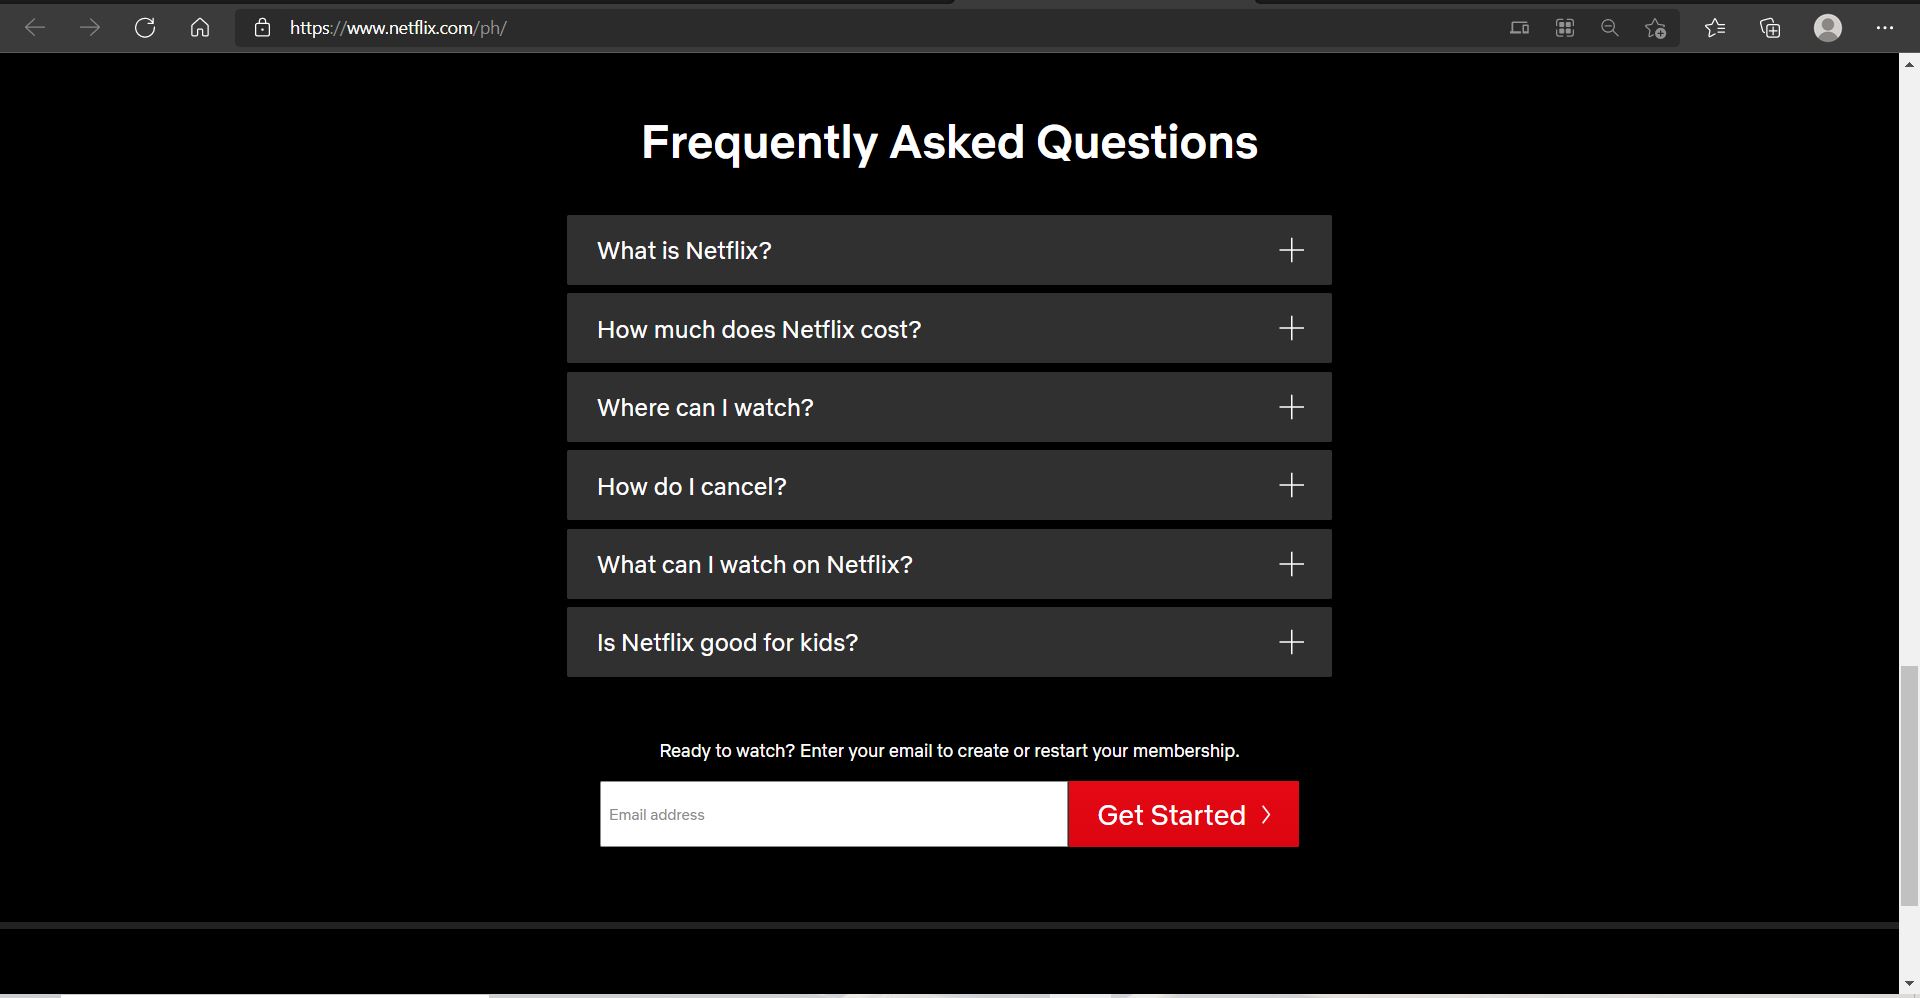 https://www.netflix.com/ph/
Frequently Asked Questions
What is Netflix?
How much does Netflix cost?
Where can I watch?
How do I cancel?
What can I watch on Netflix?
Is Netflix good for kids?
Ready to watch? Enter your email to create or restart your membership.
Email address
Get Started